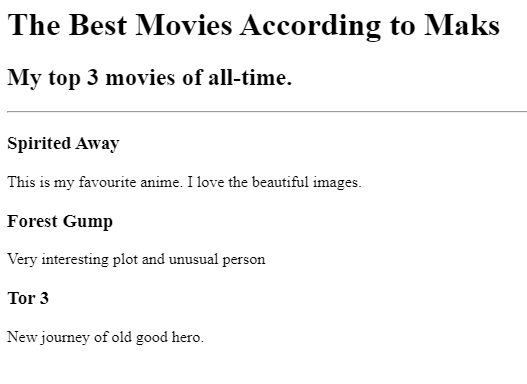 The Best Movies According to Maks
My top 3 movies of all-time.
Spirited Away
This is my favourite anime. I love the beautiful images.
Forest Gump
Very interesting plot and unusual person
Tor 3
New journey of old good hero.